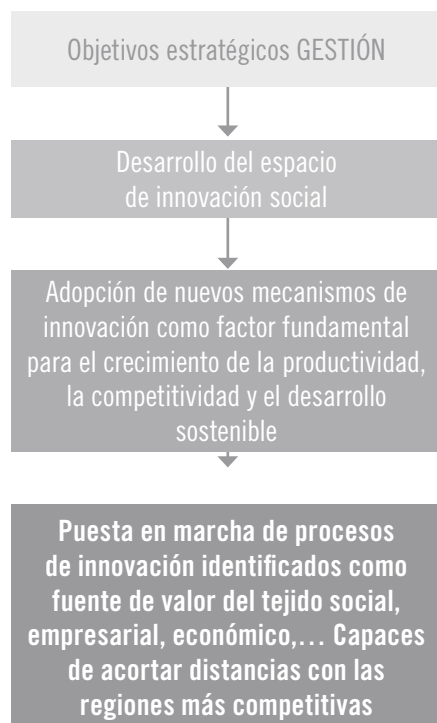 Objetivos estratégicos GESTIÓN
Desarrollo del espacio
de innovación social
Adopción de nuevos mecanismos de
innovación como factor fundamental
para el crecimiento de la productividad,
la competitividad y el desarrollo
sostenible
Puesta en marcha de procesos
de innovación identificados como
fuente de valor del tejido social,
empresarial, económico,… Capaces
de acortar distancias con las
regiones más competitivas